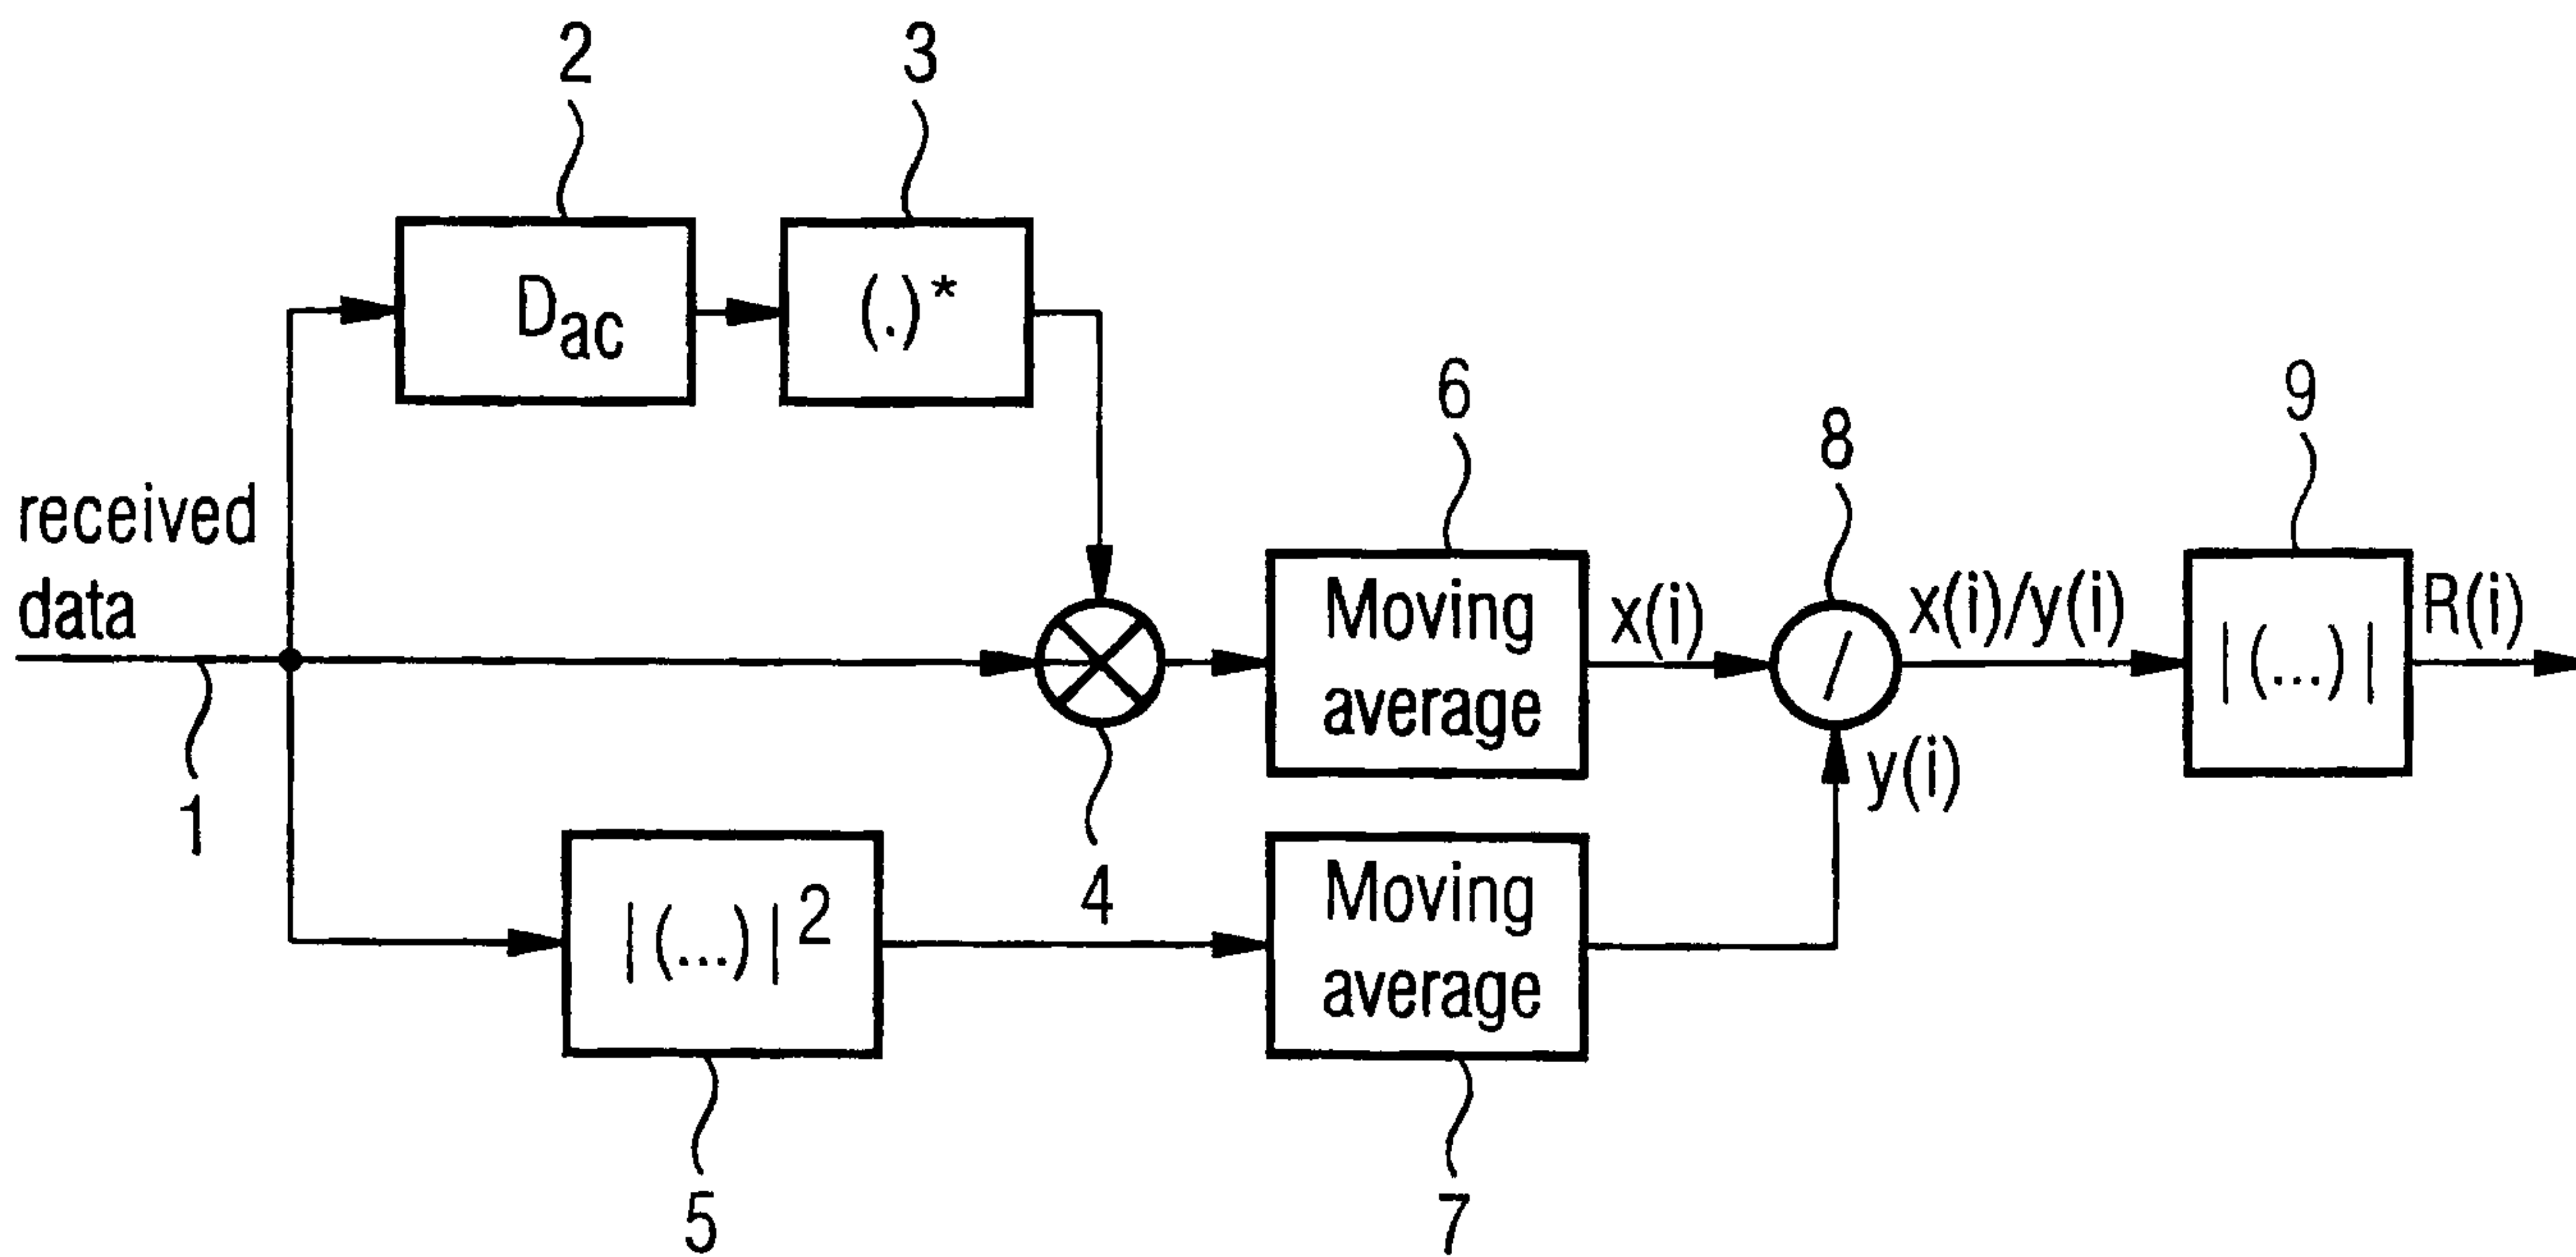 2
3
D_ac
(.)*
6
9
8
received
data
Moving
average
x(i)
/
x(i)/y(i)
|(...)|
R(i)
y(i)
1
|(...)|²
4
Moving
average
5
7